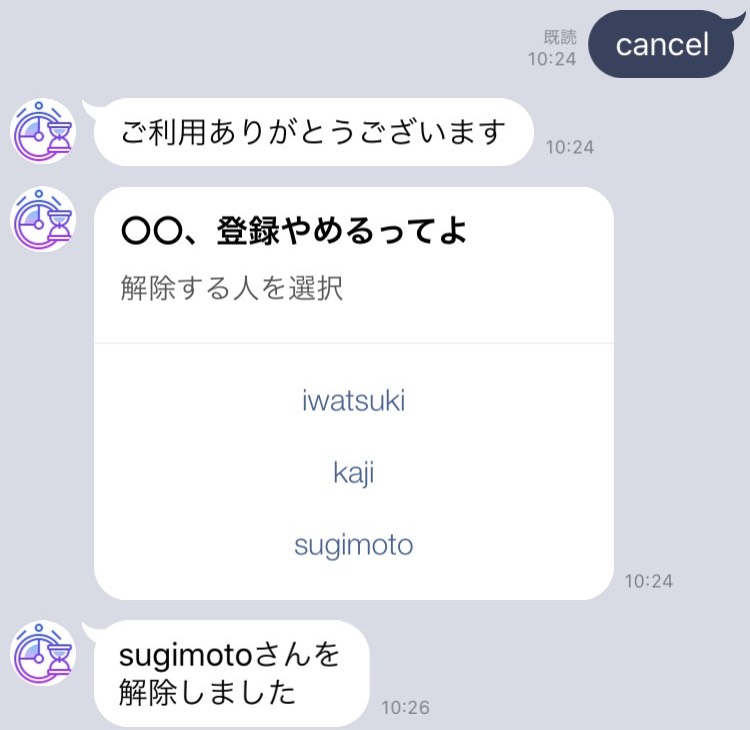 cancel
既読
10:24
ご利用ありがとうございます
10:24
〇〇、登録やめるってよ
解除する人を選択
iwatsuki
kaji
sugimoto
10:24
sugimotoさんを
解除しました
10:26